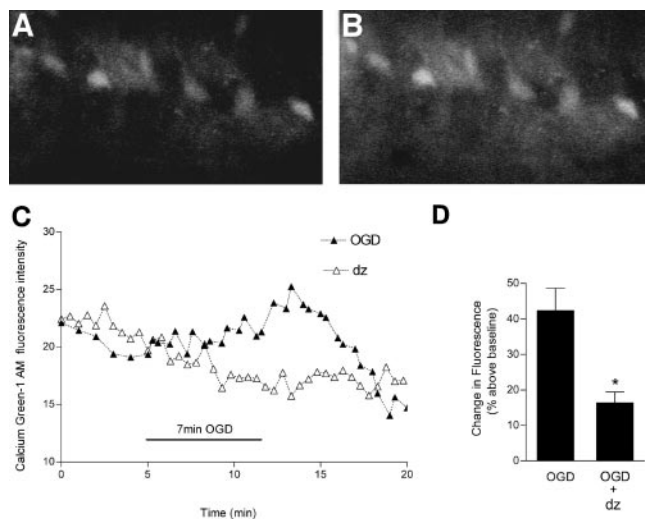 A
B
C
Calcium Green-1 AM fluorescence intensity
30
25
20
15
10
0
5
10
15
20
Time (min)
7min OGD
OGD
dz
D
Change in Fluorescence
(% above baseline)
50
40
30
20
10
0
*
OGD
OGD
+
dz